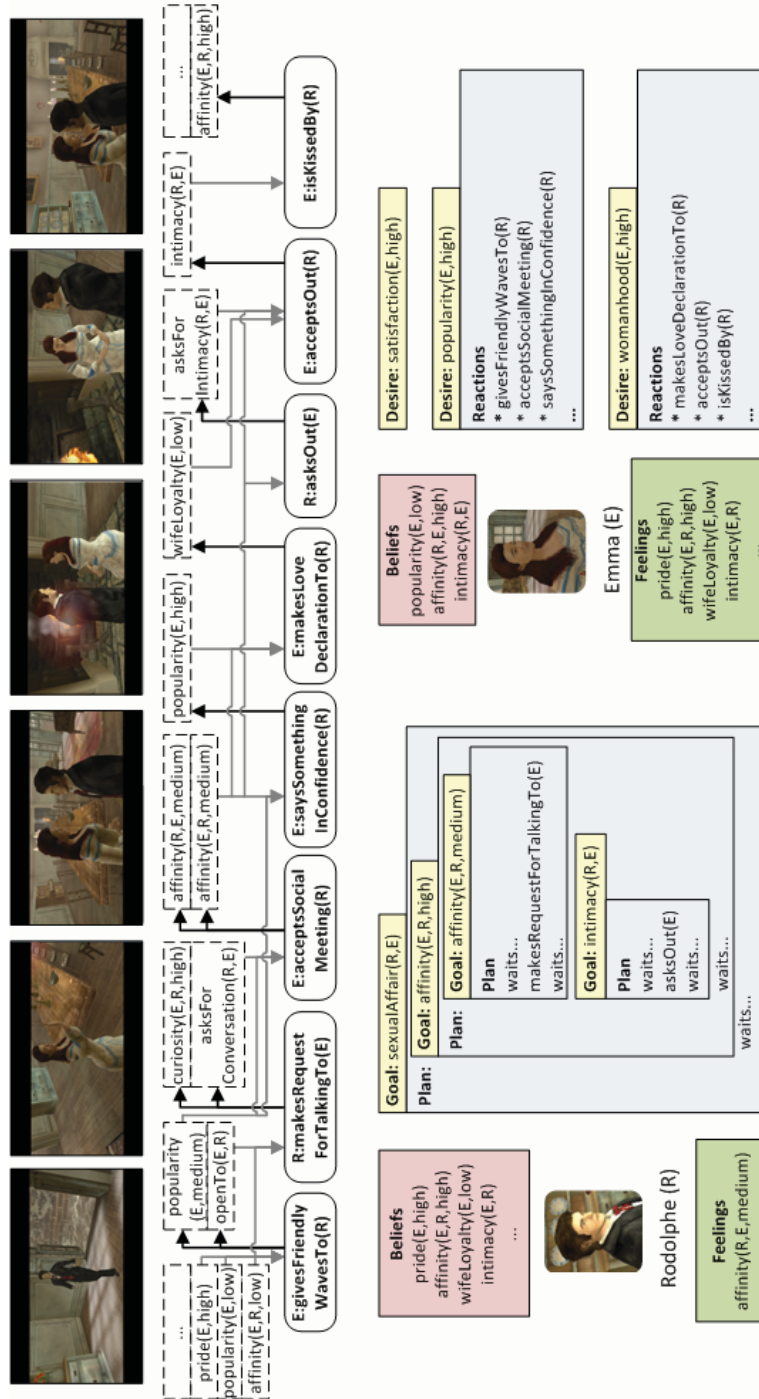 ...
pride(E,high)
popularity(E,low)
affinity(E,R,low)
popularity
(E,medium)
openTo(E,R)
curiosity(E,R,high)
asksFor
Conversation(R,E)
affinity(R,E,medium)
affinity(E,R,medium)
popularity(E,high)
wifeLoyalty(E,low)
asksFor
Intimacy(R,E)
intimacy(R,E)
...
affinity(E,R,high)
E:givesFriendly
WavesTo(R)
R:makesRequest
ForTalkingTo(E)
E:acceptsSocial
Meeting(R)
E:saysSomething
InConfidence(R)
E:makesLove
DeclarationTo(R)
R:asksOut(E)
E:acceptsOut(R)
E:isKissedBy(R)
Beliefs
pride(E,high)
affinity(E,R,high)
wifeLoyalty(E,low)
intimacy(E,R)
...
Rodolphe (R)
Feelings
affinity(R,E,medium)
Goal: sexualAffair(R,E)
Plan:
Goal: affinity(E,R,high)
Plan:
Goal: affinity(E,R,medium)
Plan
waits...
makesRequestForTalkingTo(E)
waits...
Goal: intimacy(R,E)
Plan
waits...
asksOut(E)
waits...
waits...
waits...
Beliefs
popularity(E,low)
affinity(R,E,high)
intimacy(R,E)
Emma (E)
Feelings
pride(E,high)
affinity(E,R,high)
wifeLoyalty(E,low)
intimacy(E,R)
...
Desire: satisfaction(E,high)
Desire: popularity(E,high)
Reactions
* givesFriendlyWavesTo(R)
* acceptsSocialMeeting(R)
* saysSomethingInConfidence(R)
...
Desire: womanhood(E,high)
Reactions
* makesLoveDeclarationTo(R)
* acceptsOut(R)
* isKissedBy(R)
...